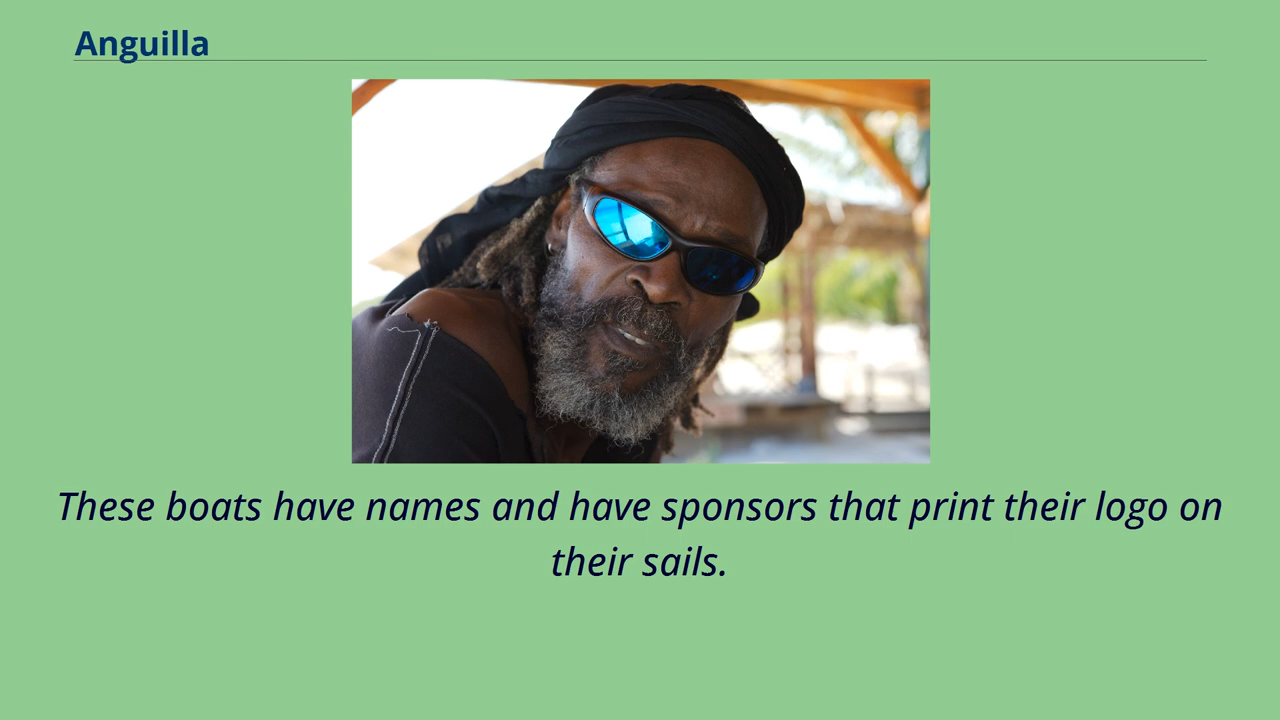 Anguilla
These boats have names and have sponsors that print their logo on
their sails.